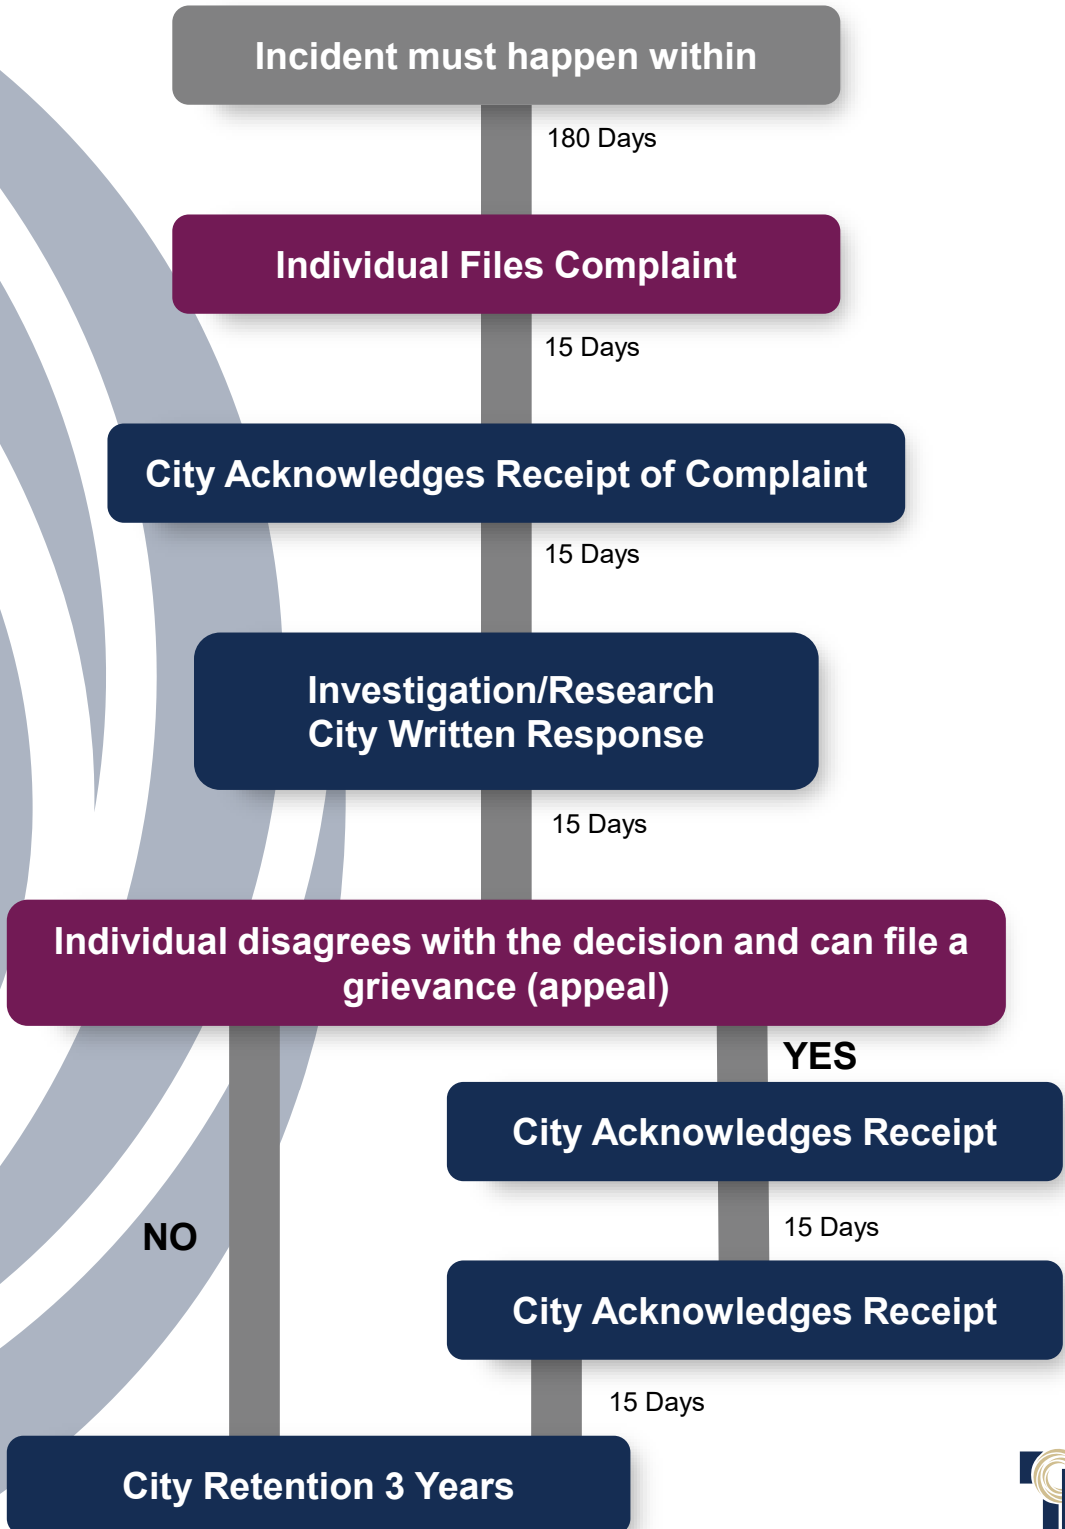 Incident must happen within
180 Days
Individual Files Complaint
15 Days
City Acknowledges Receipt of Complaint
15 Days
Investigation/Research
City Written Response
15 Days
Individual disagrees with the decision and can file a
grievance (appeal)
YES
City Acknowledges Receipt
NO
15 Days
City Acknowledges Receipt
15 Days
City Retention 3 Years